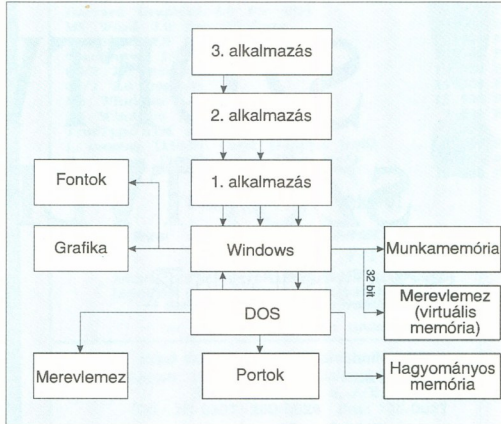 3. alkalmazás
2. alkalmazás
1. alkalmazás
Fontok
Grafika
Windows
Munkamemória
32 bit
Merevlemez
(virtuális
memória)
DOS
Merevlemez
Portok
Hagyományos
memória